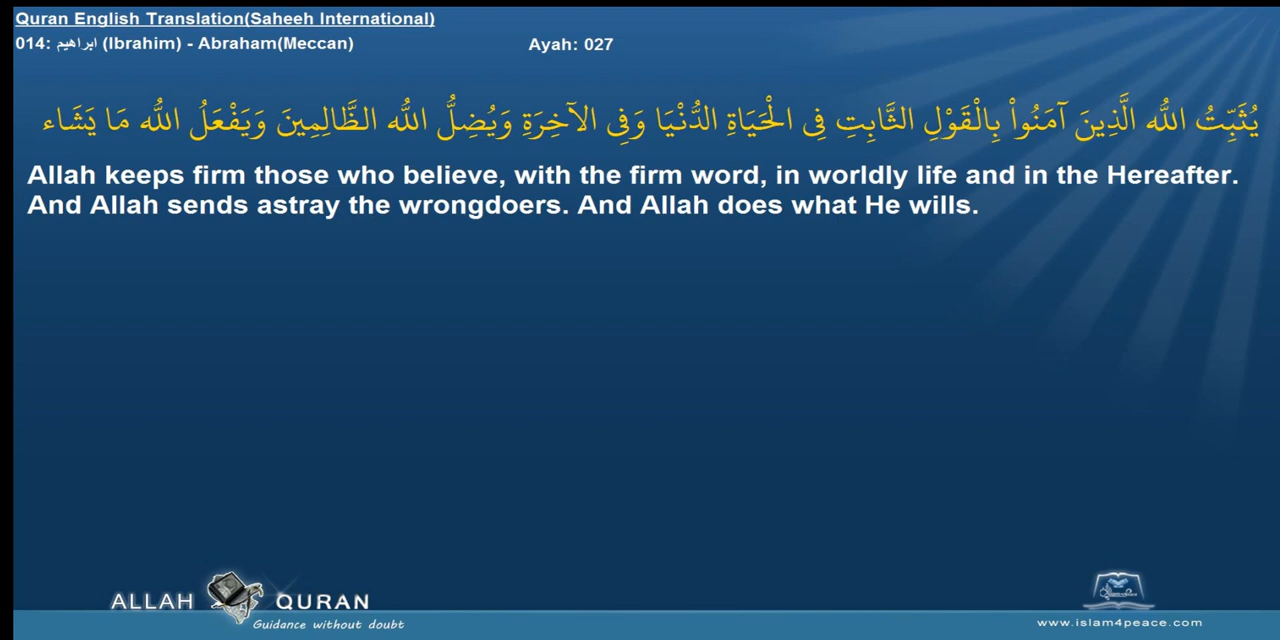 Quran English Translation(Saheeh International)
014: ابراهيم (Ibrahim) - Abraham(Meccan) Ayah: 027
يُثَبِّتُ اللّٰهُ الَّذِينَ آمَنُواْ بِالْقَوْلِ الثَّابِتِ فِي الْحَيَاةِ الدُّنْيَا وَفِي الآخِرَةِ وَيُضِلُّ اللّٰهُ الظَّالِمِينَ وَيَفْعَلُ اللّٰهُ مَا يَشَاء
Allah keeps firm those who believe, with the firm word, in worldly life and in the Hereafter.
And Allah sends astray the wrongdoers. And Allah does what He wills.
ALLAH QURAN
Guidance without doubt
www.islam4peace.com